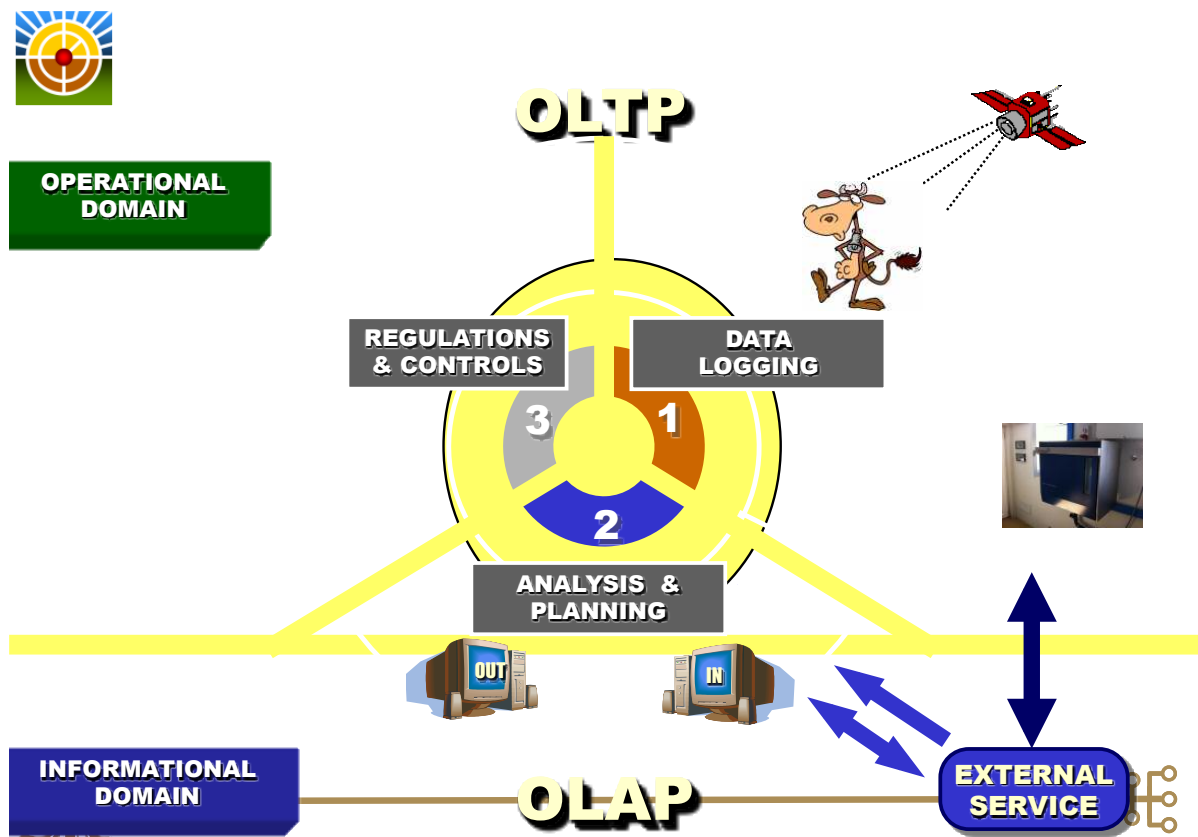 OLTP
OPERATIONAL
DOMAIN
REGULATIONS
& CONTROLS
DATA
LOGGING
3
1
2
ANALYSIS &
PLANNING
OUT
IN
INFORMATIONAL
DOMAIN
OLAP
EXTERNAL
SERVICE